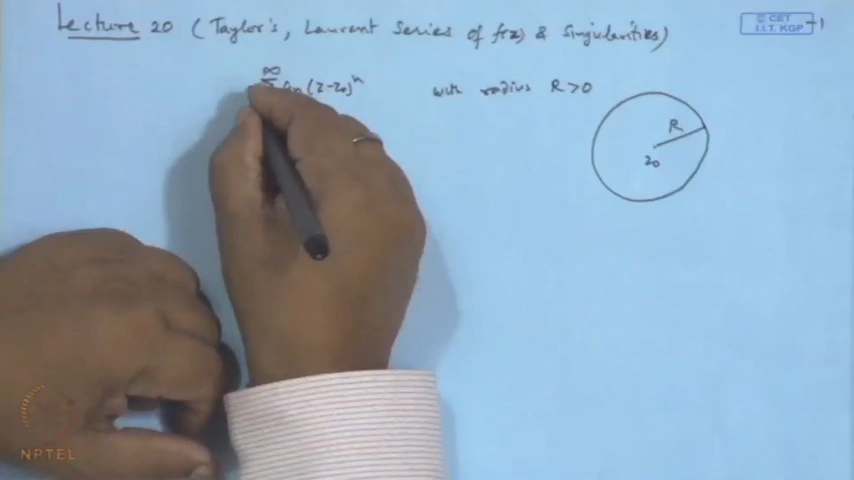 Lecture 20 (Taylor's, Laurent Series of f(z) & Singularities)
© CET
I.I.T. KGP
∞
Σ an (z-z0)^n with radius R>0
R
z0
NPTEL